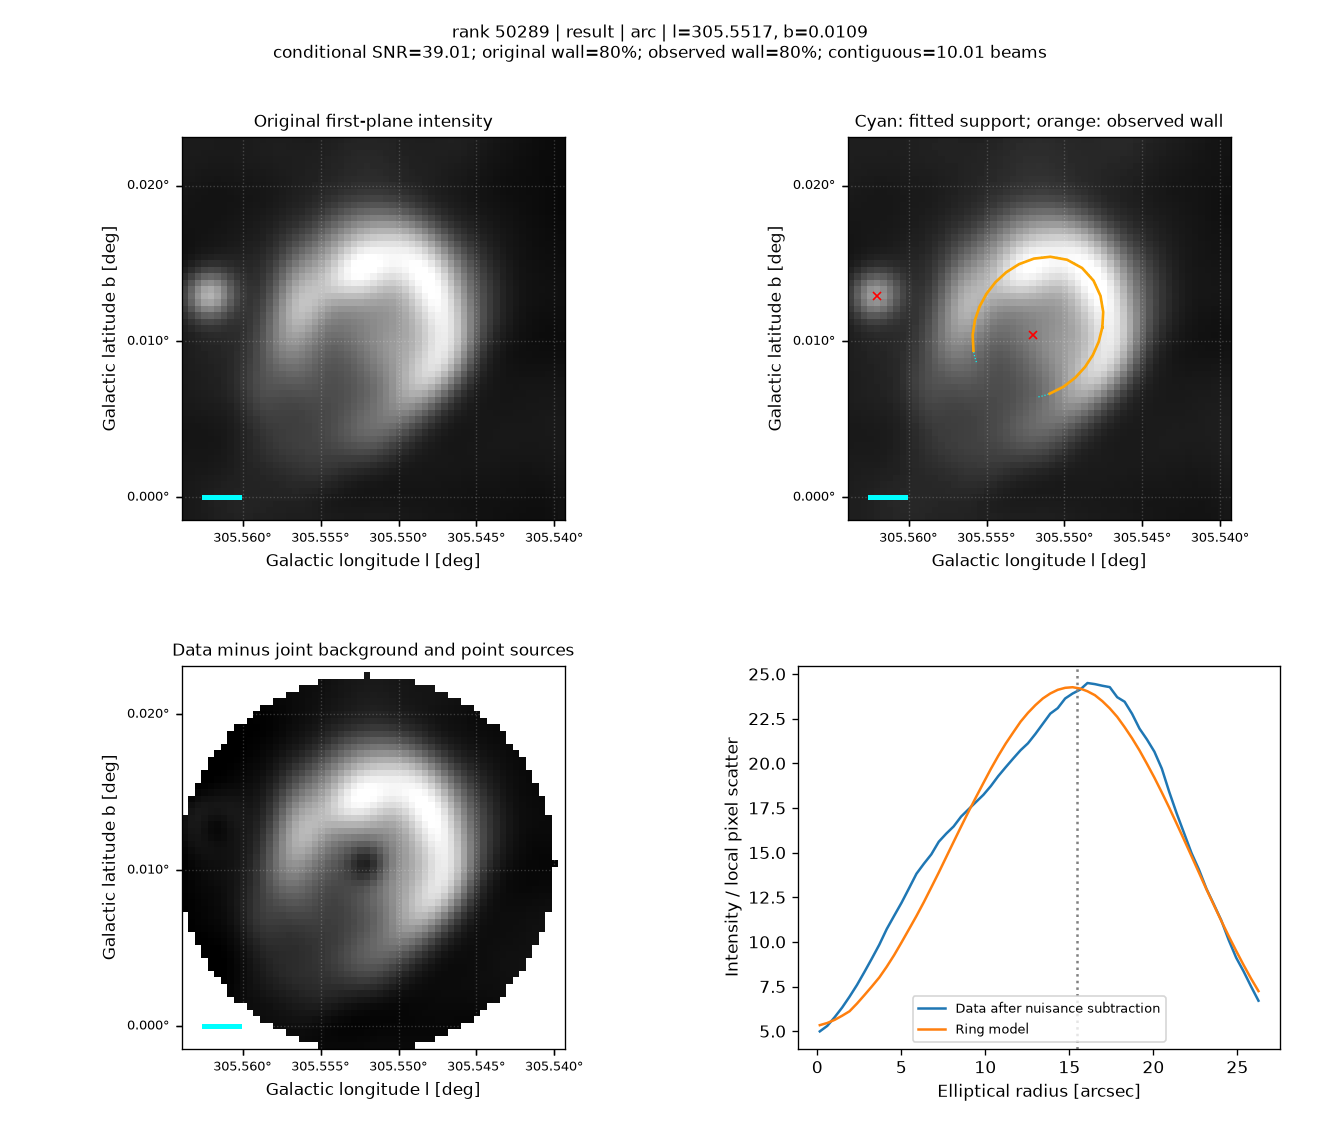 rank 50289 | result | arc | l=305.5517, b=0.0109
conditional SNR=39.01; original wall=80%; observed wall=80%; contiguous=10.01 beams
Original first-plane intensity
Galactic latitude b [deg]
0.020°
0.010°
0.000°
305.560°
305.555°
305.550°
305.545°
305.540°
Galactic longitude l [deg]
Cyan: fitted support; orange: observed wall
Galactic latitude b [deg]
0.020°
0.010°
0.000°
305.560°
305.555°
305.550°
305.545°
305.540°
Galactic longitude l [deg]
Data minus joint background and point sources
Galactic latitude b [deg]
0.020°
0.010°
0.000°
305.560°
305.555°
305.550°
305.545°
305.540°
Galactic longitude l [deg]
Intensity / local pixel scatter
25.0
22.5
20.0
17.5
15.0
12.5
10.0
7.5
5.0
Data after nuisance subtraction
Ring model
0
5
10
15
20
25
Elliptical radius [arcsec]